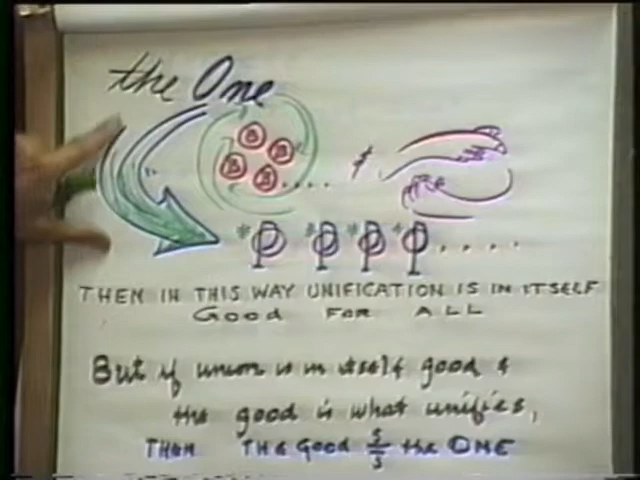 the One
B B B B .... &
* P * P * P * P ....
THEN IN THIS WAY UNIFICATION IS IN ITSELF
GOOD FOR ALL
But if union is in itself good &
the good is what unifies,
THEN THE GOOD the ONE